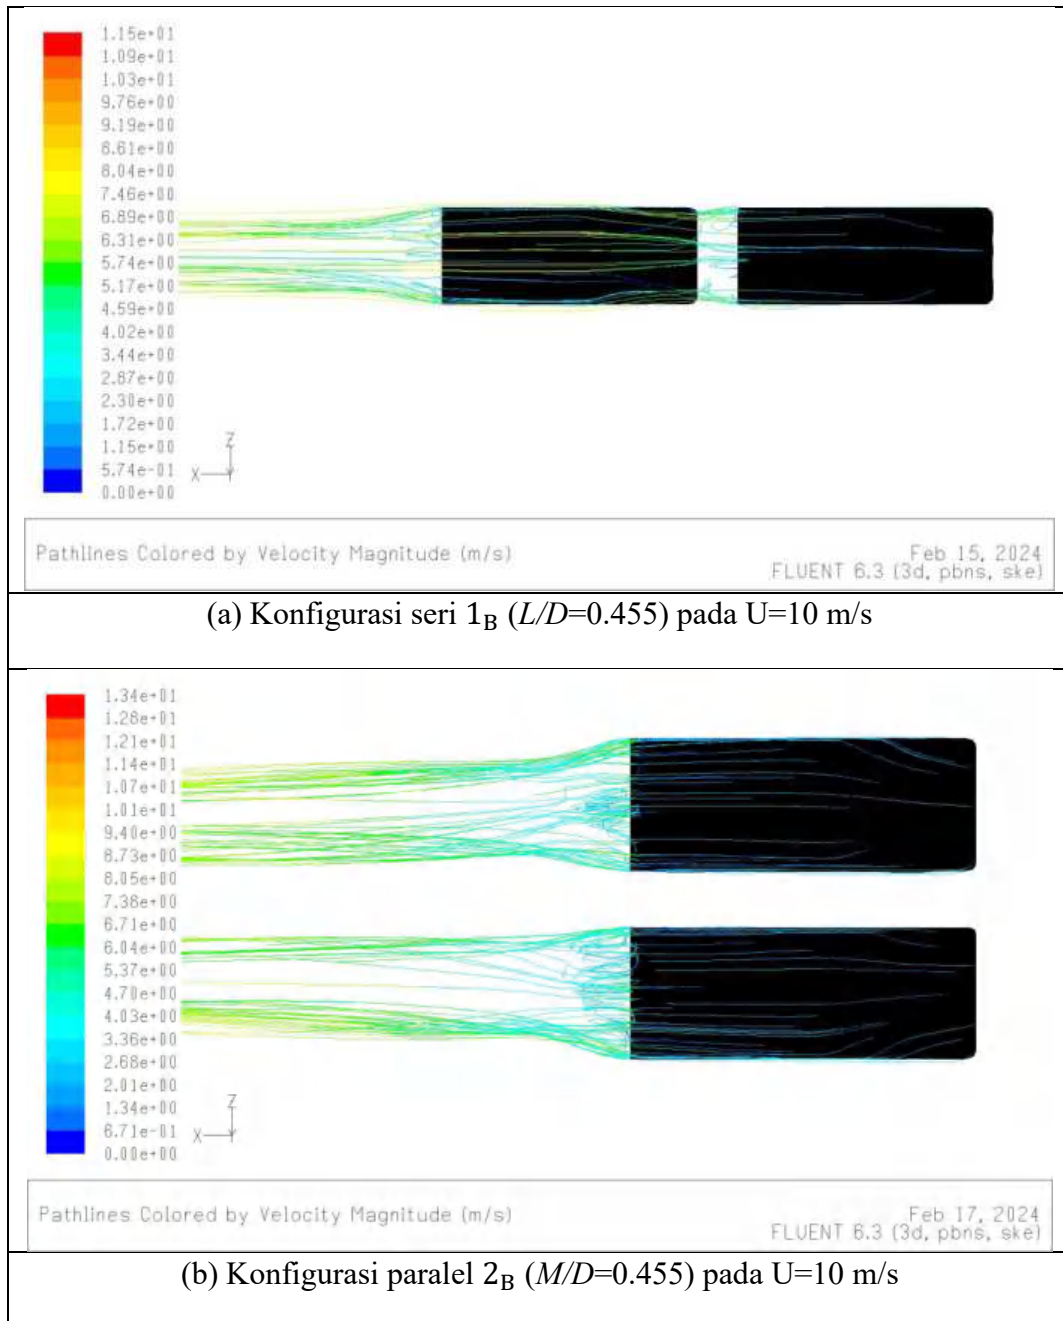 1.15e+01
1.09e+01
1.03e+01
9.76e+00
9.19e+00
8.61e+00
8.04e+00
7.46e+00
6.89e+00
6.31e+00
5.74e+00
5.17e+00
4.59e+00
4.02e+00
3.44e+00
2.87e+00
2.30e+00
1.72e+00
1.15e+00
5.74e-01
0.00e+00
Z
X
Y
Pathlines Colored by Velocity Magnitude (m/s)
Feb 15, 2024
FLUENT 6.3 (3d, pbns, ske)
(a) Konfigurasi seri 1B (L/D=0.455) pada U=10 m/s
1.34e+01
1.28e+01
1.21e+01
1.14e+01
1.07e+01
1.01e+01
9.40e+00
8.73e+00
8.05e+00
7.38e+00
6.71e+00
6.04e+00
5.37e+00
4.70e+00
4.03e+00
3.36e+00
2.68e+00
2.01e+00
1.34e+00
6.71e-01
0.00e+00
Z
X
Y
Pathlines Colored by Velocity Magnitude (m/s)
Feb 17, 2024
FLUENT 6.3 (3d, pbns, ske)
(b) Konfigurasi paralel 2B (M/D=0.455) pada U=10 m/s